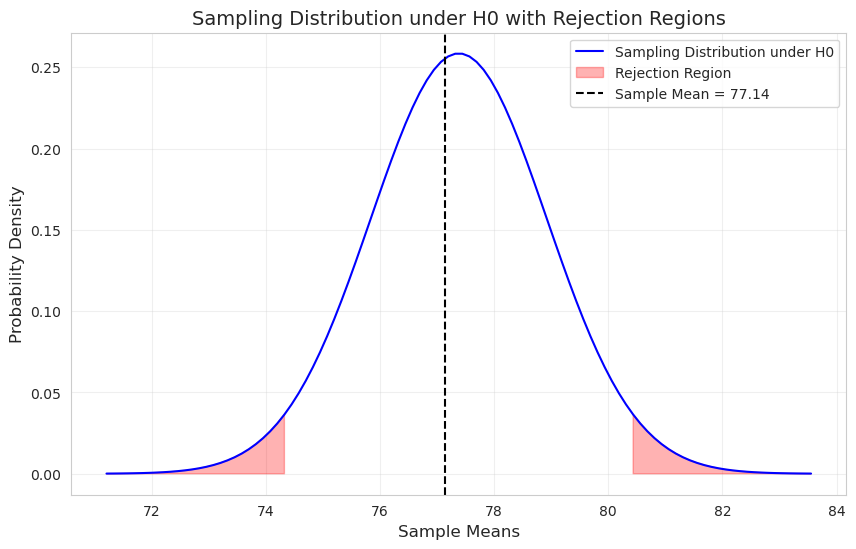 Sampling Distribution under H0 with Rejection Regions
Sampling Distribution under H0
Rejection Region
Sample Mean = 77.14
Probability Density
0.25
0.20
0.15
0.10
0.05
0.00
72 74 76 78 80 82 84
Sample Means